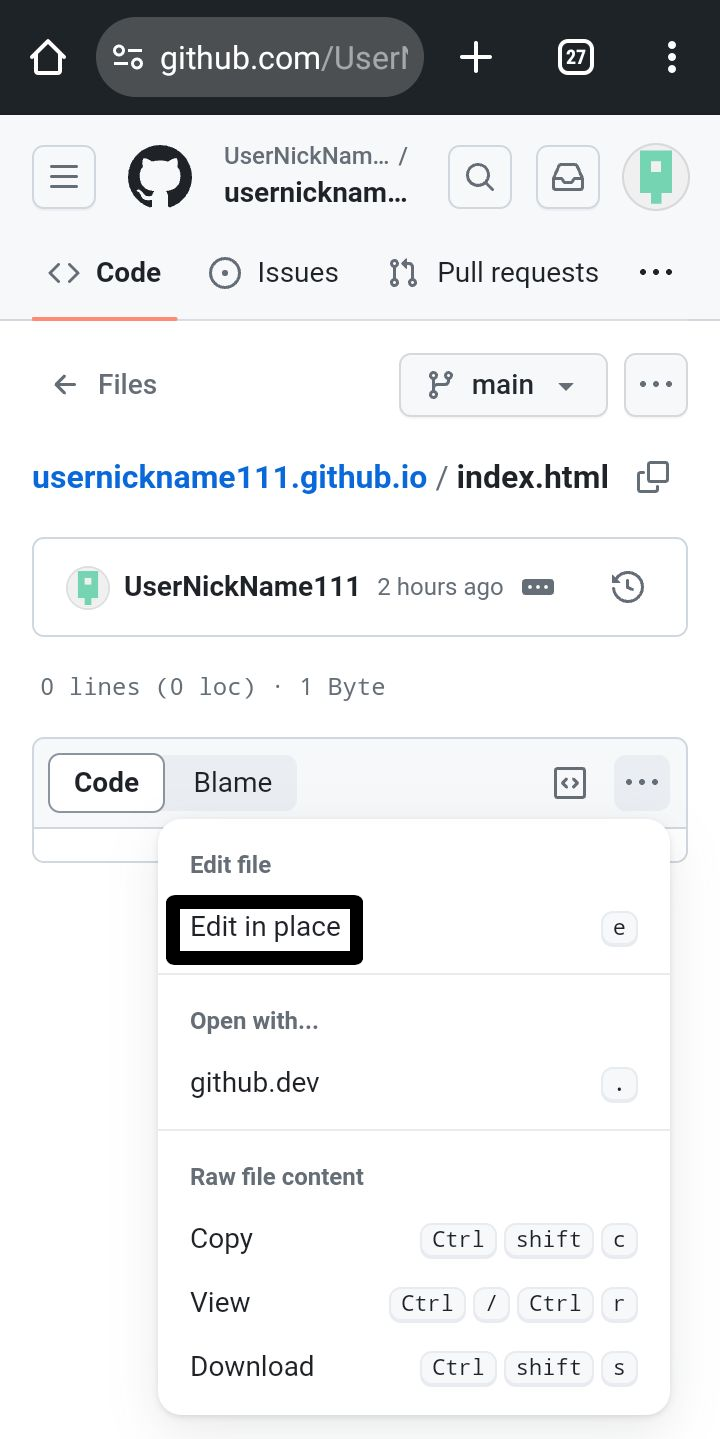 github.com/UserN
27
UserNickNam… /
usernicknam…
Code Issues Pull requests
Files main
usernickname111.github.io / index.html
UserNickName111 2 hours ago
0 lines (0 loc) · 1 Byte
Code Blame
Edit file
Edit in place e
Open with...
github.dev .
Raw file content
Copy Ctrl shift c
View Ctrl / Ctrl r
Download Ctrl shift s